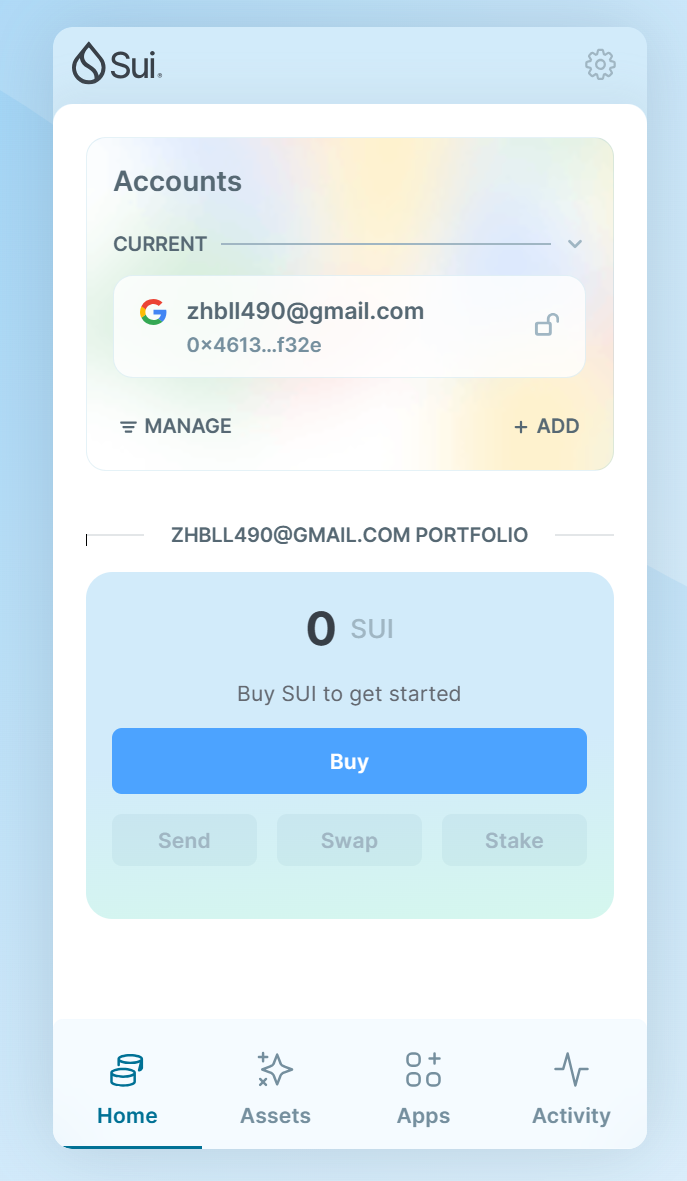 Sui
Accounts
CURRENT
zhbll490@gmail.com
0×4613...f32e
MANAGE
+ ADD
ZHBLL490@GMAIL.COM PORTFOLIO
0 SUI
Buy SUI to get started
Buy
Send Swap Stake
Home Assets Apps Activity